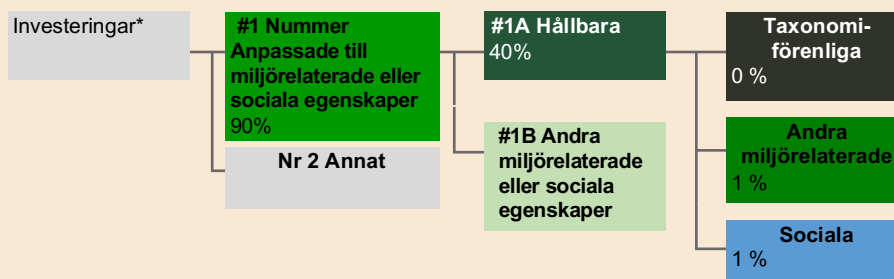 Investeringar*
#1 Nummer
Anpassade till
miljörelaterade eller
sociala egenskaper
90%
Nr 2 Annat
#1A Hållbara
40%
#1B Andra
miljörelaterade
eller sociala
egenskaper
Taxonomi-
förenliga
0 %
Andra
miljörelaterade
1 %
Sociala
1 %